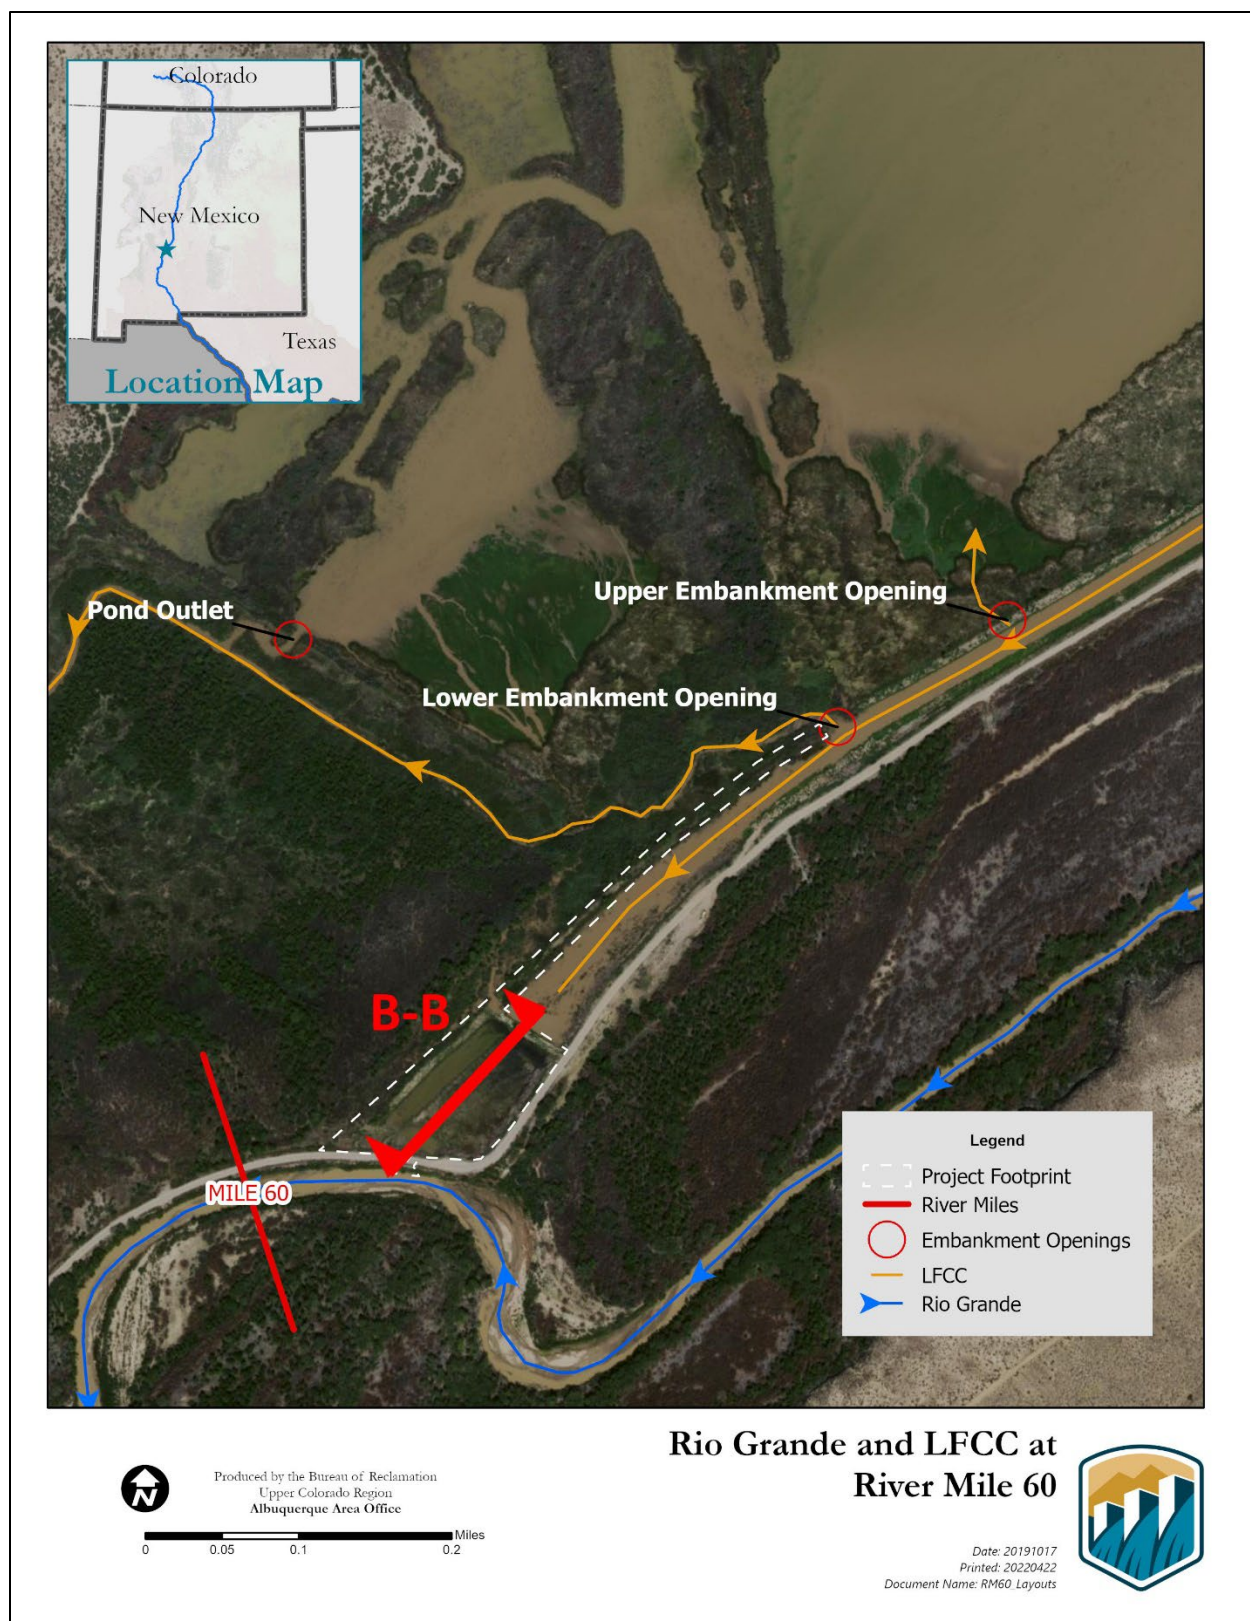 Colorado
New Mexico
Texas
Location Map
Upper Embankment Opening
Pond Outlet
Lower Embankment Opening
B-B
MILE 60
Legend
Project Footprint
River Miles
Embankment Openings
LFCC
Rio Grande
Rio Grande and LFCC at
River Mile 60
N
Produced by the Bureau of Reclamation
Upper Colorado Region
Albuquerque Area Office
Miles
0 0.05 0.1 0.2
Date: 20191017
Printed: 20220422
Document Name: RM60_Layouts